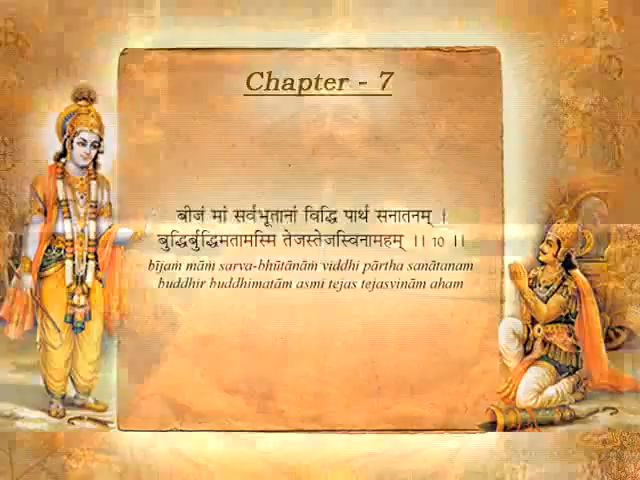 Chapter - 7
बीजं मां सर्वभूतानां विद्धि पार्थ सनातनम् ।
बुद्धिर्बुद्धिमतामस्मि तेजस्तेजस्विनामहम् ।। 10 ।।
bījaṁ māṁ sarva-bhūtānāṁ viddhi pārtha sanātanam
buddhir buddhimatām asmi tejas tejasvinām aham